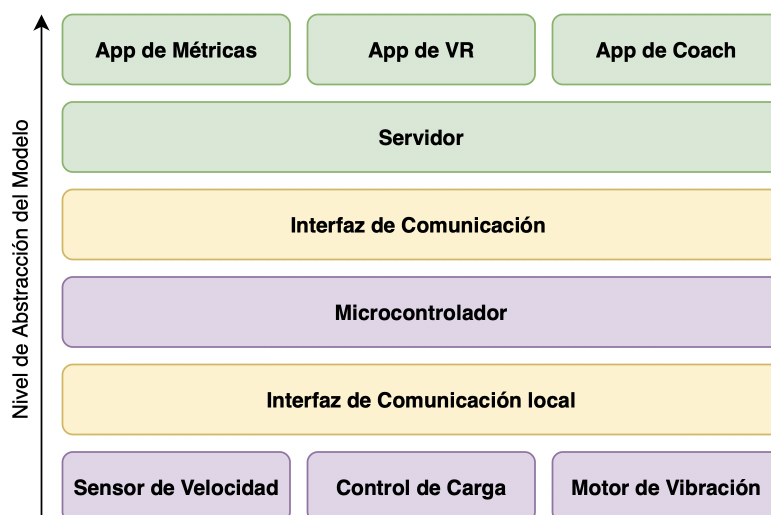 Nivel de Abstracción del Modelo
App de Métricas
App de VR
App de Coach
Servidor
Interfaz de Comunicación
Microcontrolador
Interfaz de Comunicación local
Sensor de Velocidad
Control de Carga
Motor de Vibración